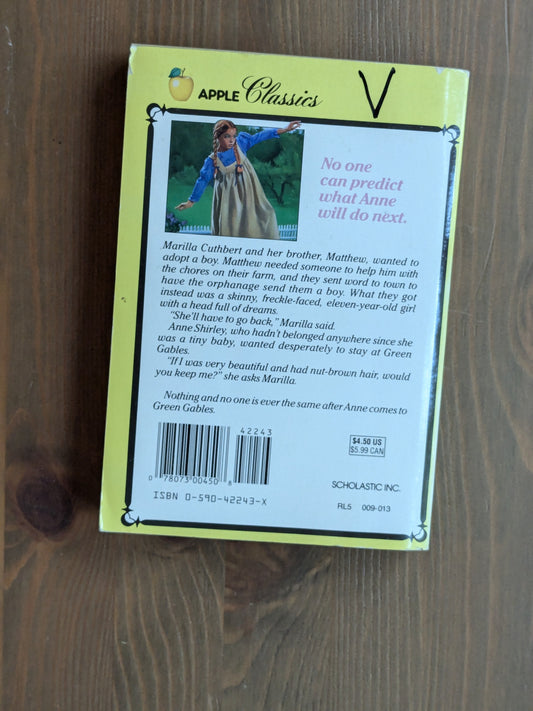 APPLE Classics V
No one
can predict
what Anne
will do next.
Marilla Cuthbert and her brother, Matthew, wanted to
adopt a boy. Matthew needed someone to help him with
the chores on their farm, and they sent word to town to
have the orphanage send them a boy. What they got
instead was a skinny, freckle-faced, eleven-year-old girl
with a head full of dreams.
"She'll have to go back," Marilla said.
Anne Shirley, who hadn't belonged anywhere since she
was a tiny baby, wanted desperately to stay at Green
Gables.
"If I was very beautiful and had nut-brown hair, would
you keep me?" she asks Marilla.
Nothing and no one is ever the same after Anne comes to
Green Gables.
42243
$4.50 US
$5.99 CAN
0 78073 00450 8
ISBN 0-590-42243-X
SCHOLASTIC INC.
RL5 009-013